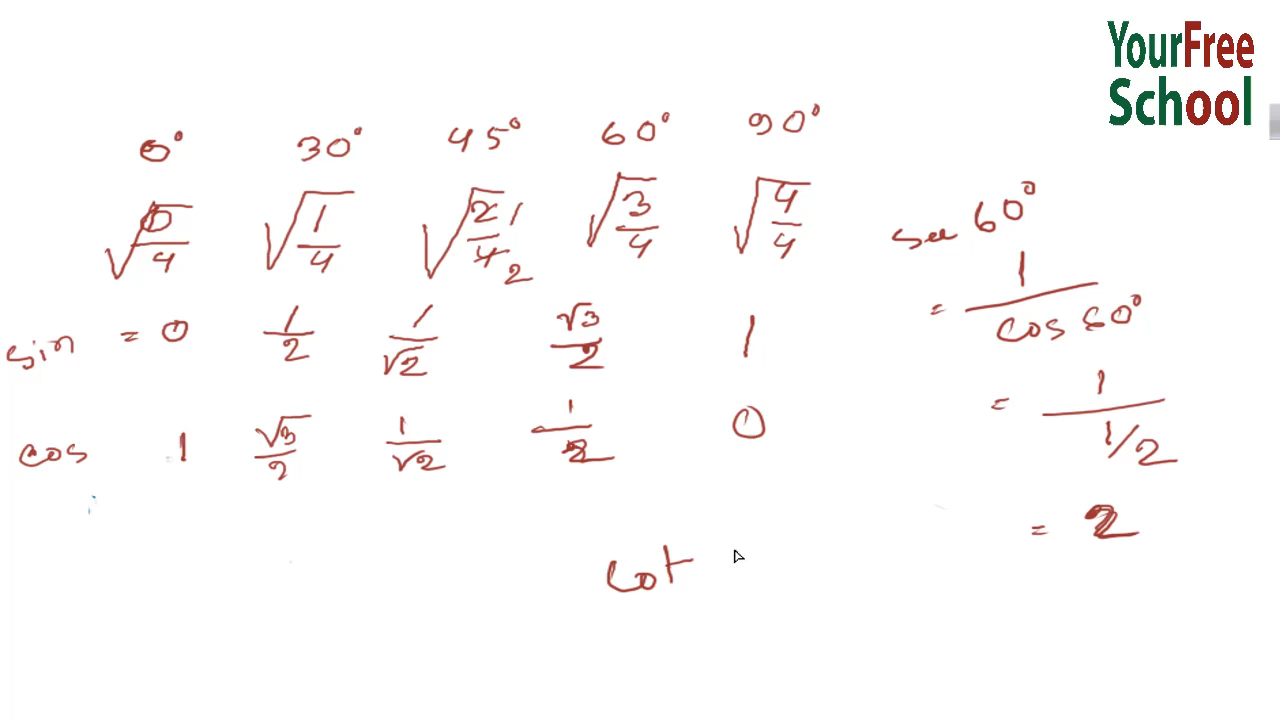 YourFree
School
0° 30° 45° 60° 90°
√0/4 √1/4 √2/4 1 2 √3/4 √4/4
sin = 0 1/2 1/√2 √3/2 1
cos 1 √3/2 1/√2 1/2 0
sec 60°
= 1/cos 60°
= 1/1/2
= 2
cot